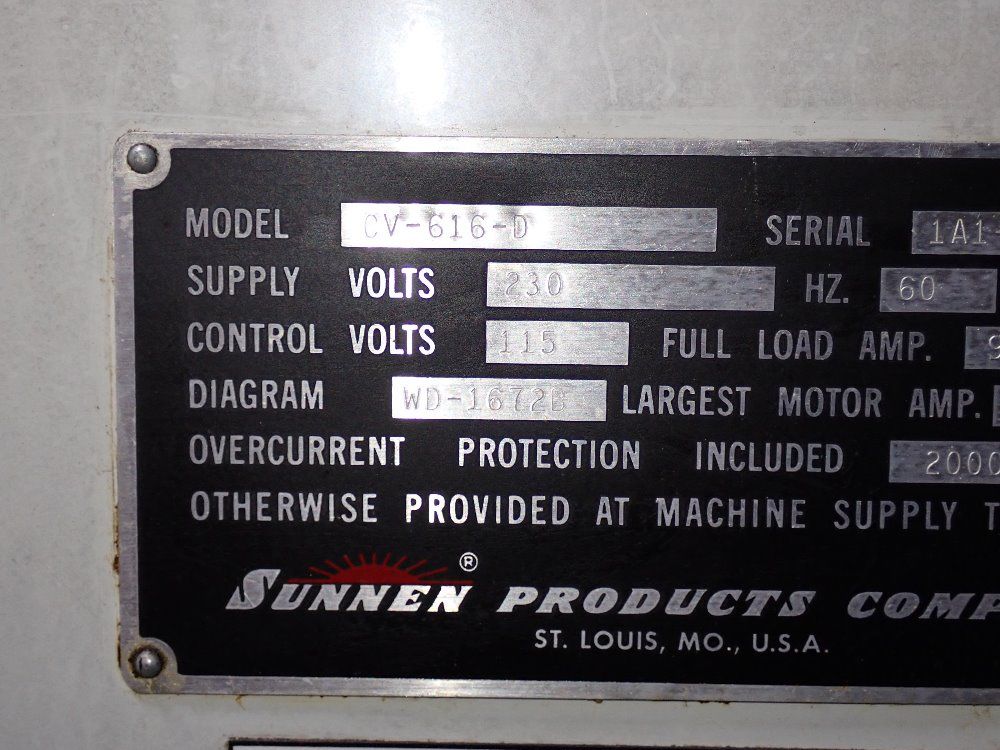 MODEL CV-616-D SERIAL 1A1
SUPPLY VOLTS 230 HZ. 60
CONTROL VOLTS 115 FULL LOAD AMP. 9
DIAGRAM WD-1672B LARGEST MOTOR AMP.
OVERCURRENT PROTECTION INCLUDED 2000
OTHERWISE PROVIDED AT MACHINE SUPPLY T
SUNNEN ® PRODUCTS COMP
ST. LOUIS, MO., U.S.A.